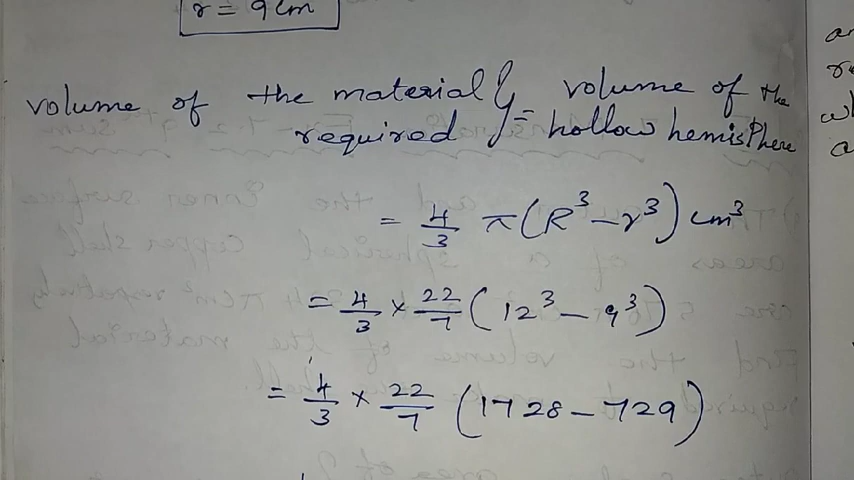 r = 9 cm
volume of the material } = volume of the
required hollow hemisphere
= 4/3 π (R³ – r³) cm³
= 4/3 × 22/7 (12³ – 9³)
= 4/3 × 22/7 (1728 – 729)